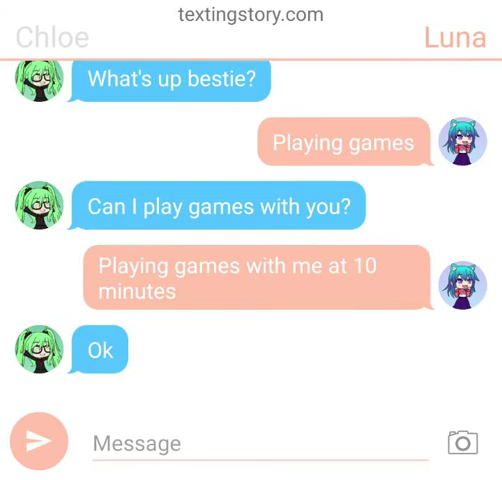 textingstory.com
Chloe
Luna
What's up bestie?
Playing games
Can I play games with you?
Playing games with me at 10
minutes
Ok
Message